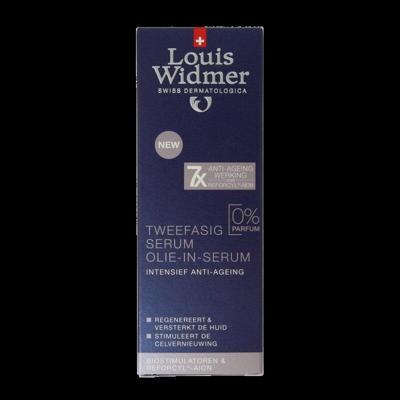 Louis
Widmer
SWISS DERMATOLOGICA
NEW
7X
ANTI-AGEING
WERKING
REFORCYL®-AION
0%
PARFUM
TWEEFASIG
SERUM
OLIE-IN-SERUM
INTENSIEF ANTI-AGEING
REGENEREERT &
VERSTERKT DE HUID
STIMULEERT DE
CELVERNIEUWING
BIOSTIMULATOREN &
REFORCYL®-AION